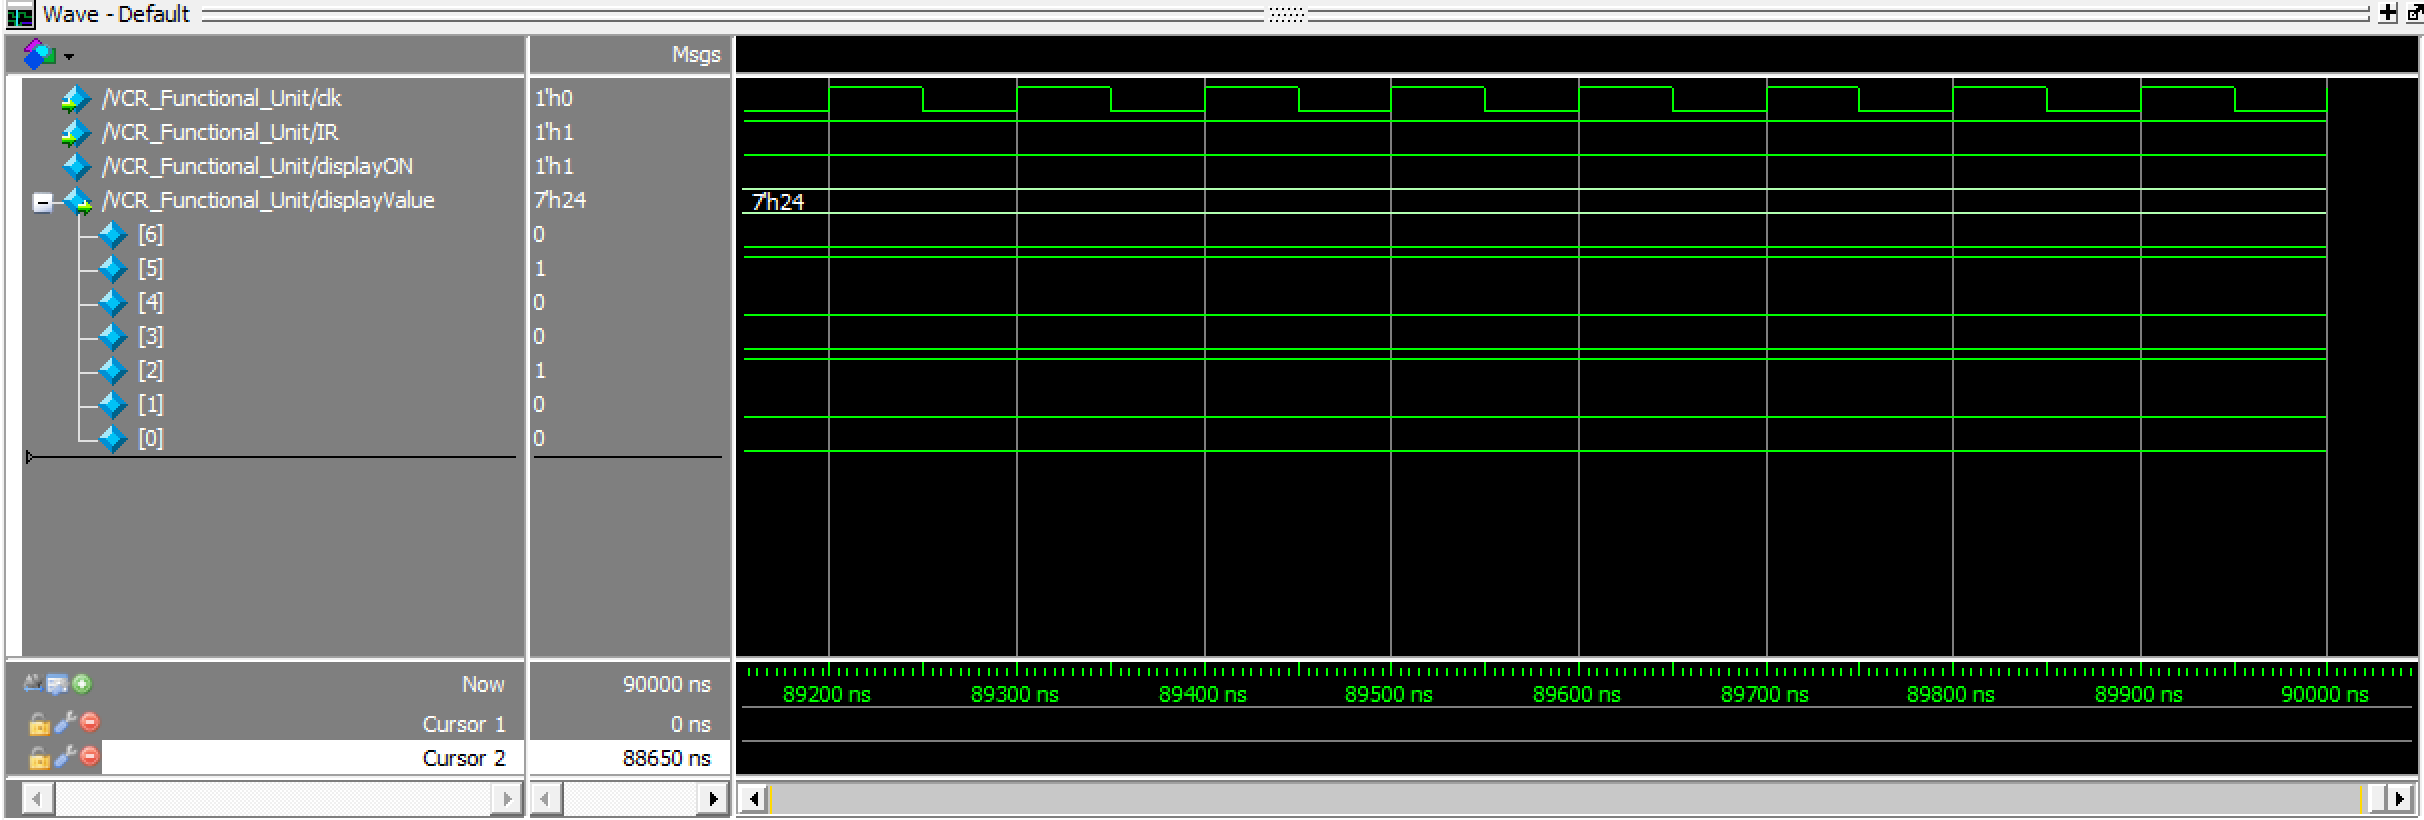 Wave - Default
Msgs
/VCR_Functional_Unit/clk 1'h0
/VCR_Functional_Unit/IR 1'h1
/VCR_Functional_Unit/displayON 1'h1
/VCR_Functional_Unit/displayValue 7'h24 7'h24
[6] 0
[5] 1
[4] 0
[3] 0
[2] 1
[1] 0
[0] 0
Now 90000 ns 89200 ns 89300 ns 89400 ns 89500 ns 89600 ns 89700 ns 89800 ns 89900 ns 90000 ns
Cursor 1 0 ns
Cursor 2 88650 ns